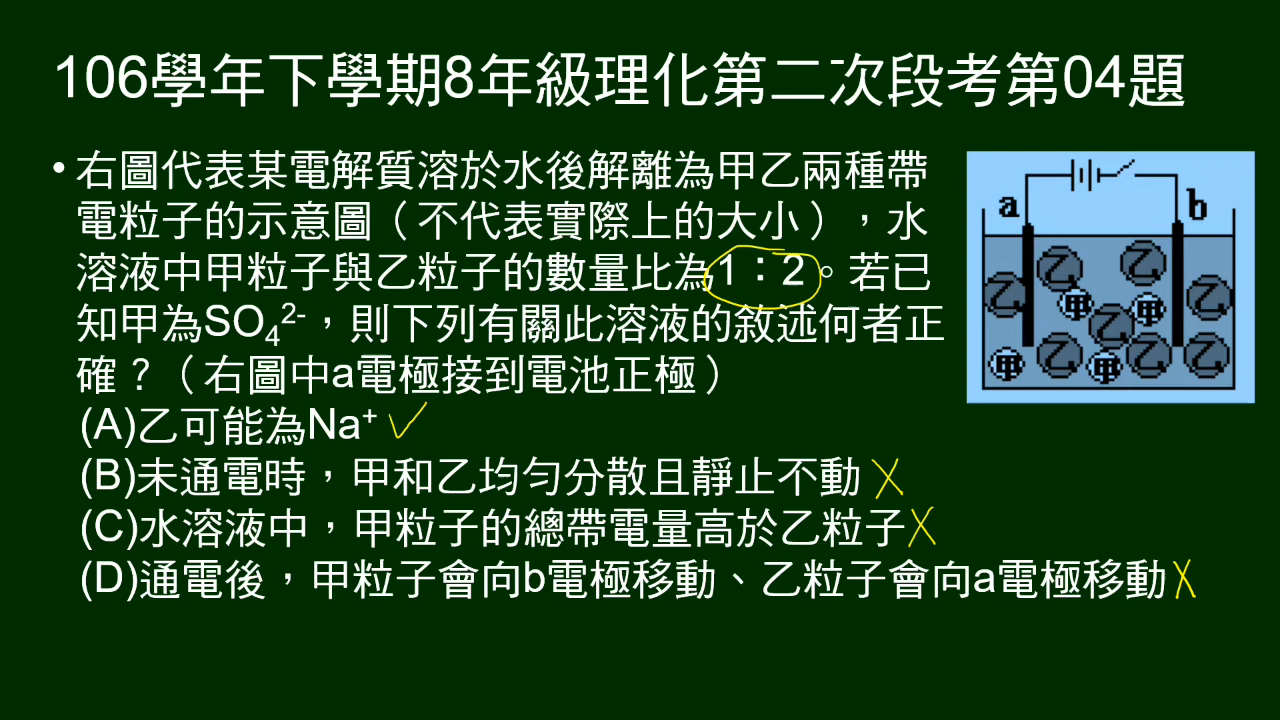 106學年下學期8年級理化第二次段考第04題
• 右圖代表某電解質溶於水後解離為甲乙兩種帶
電粒子的示意圖（不代表實際上的大小），水
溶液中甲粒子與乙粒子的數量比為1：2。若已
知甲為SO₄²⁻，則下列有關此溶液的敘述何者正
確？（右圖中a電極接到電池正極）
(A)乙可能為Na⁺
(B)未通電時，甲和乙均勻分散且靜止不動
(C)水溶液中，甲粒子的總帶電量高於乙粒子
(D)通電後，甲粒子會向b電極移動、乙粒子會向a電極移動
a b
乙 乙
乙 甲 甲 乙
乙
甲 乙 甲 乙 乙